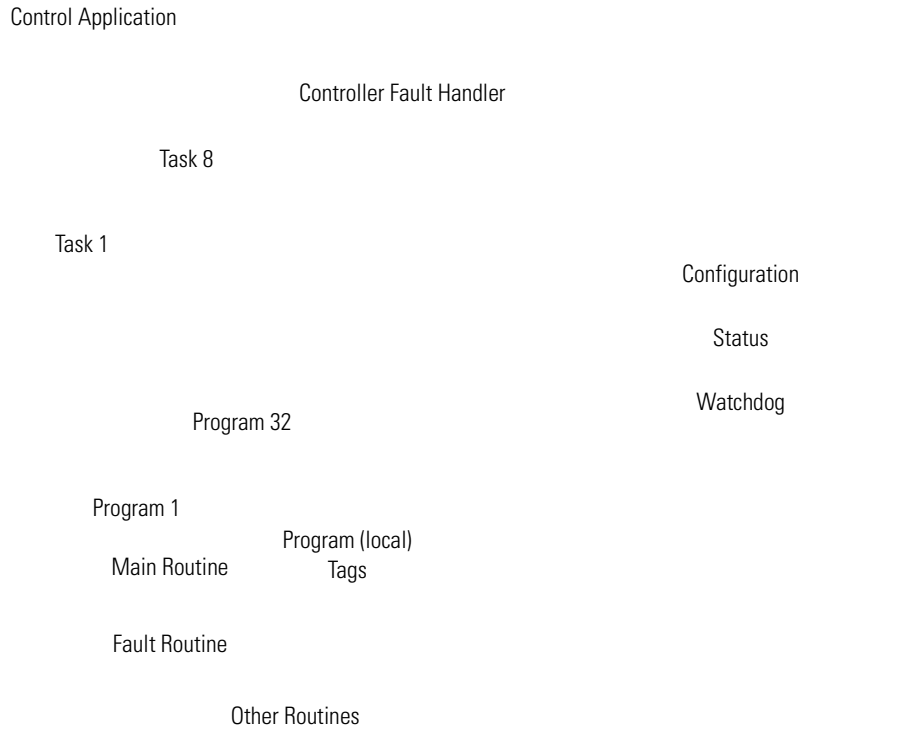 Control Application
Controller Fault Handler
Task 8
Task 1
Configuration
Status
Watchdog
Program 32
Program 1
Program (local)
Tags
Main Routine
Fault Routine
Other Routines